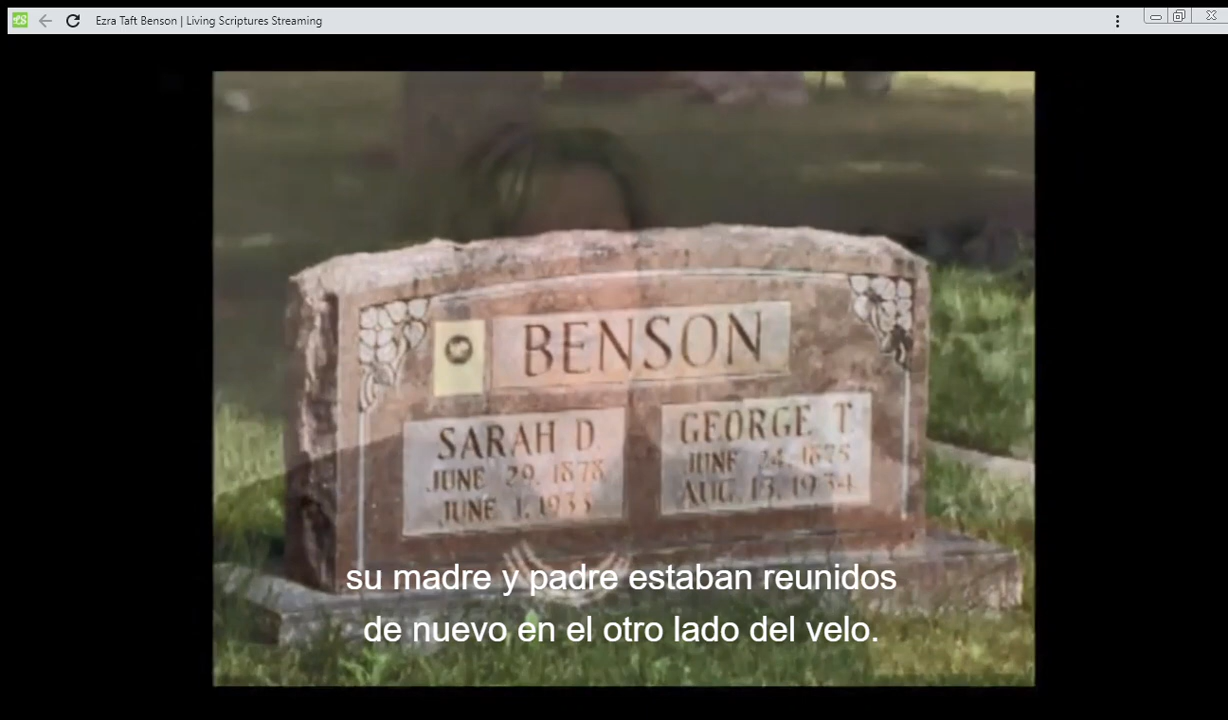 Ezra Taft Benson | Living Scriptures Streaming
BENSON
SARAH D.
JUNE 29, 1878
JUNE 1, 1933
GEORGE T.
JUNE 24, 1875
AUG. 13, 1934
su madre y padre estaban reunidos
de nuevo en el otro lado del velo.